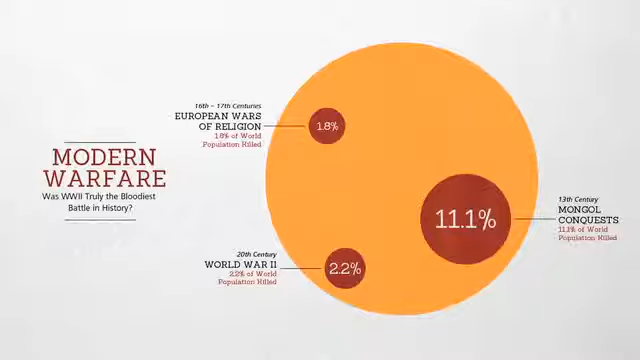 MODERN
WARFARE
Was WWII Truly the Bloodiest
Battle in History?
16th - 17th Centuries
EUROPEAN WARS
OF RELIGION
1.8% of World
Population Killed
1.8%
20th Century
WORLD WAR II
2.2% of World
Population Killed
2.2%
11.1%
13th Century
MONGOL
CONQUESTS
11.1% of World
Population Killed